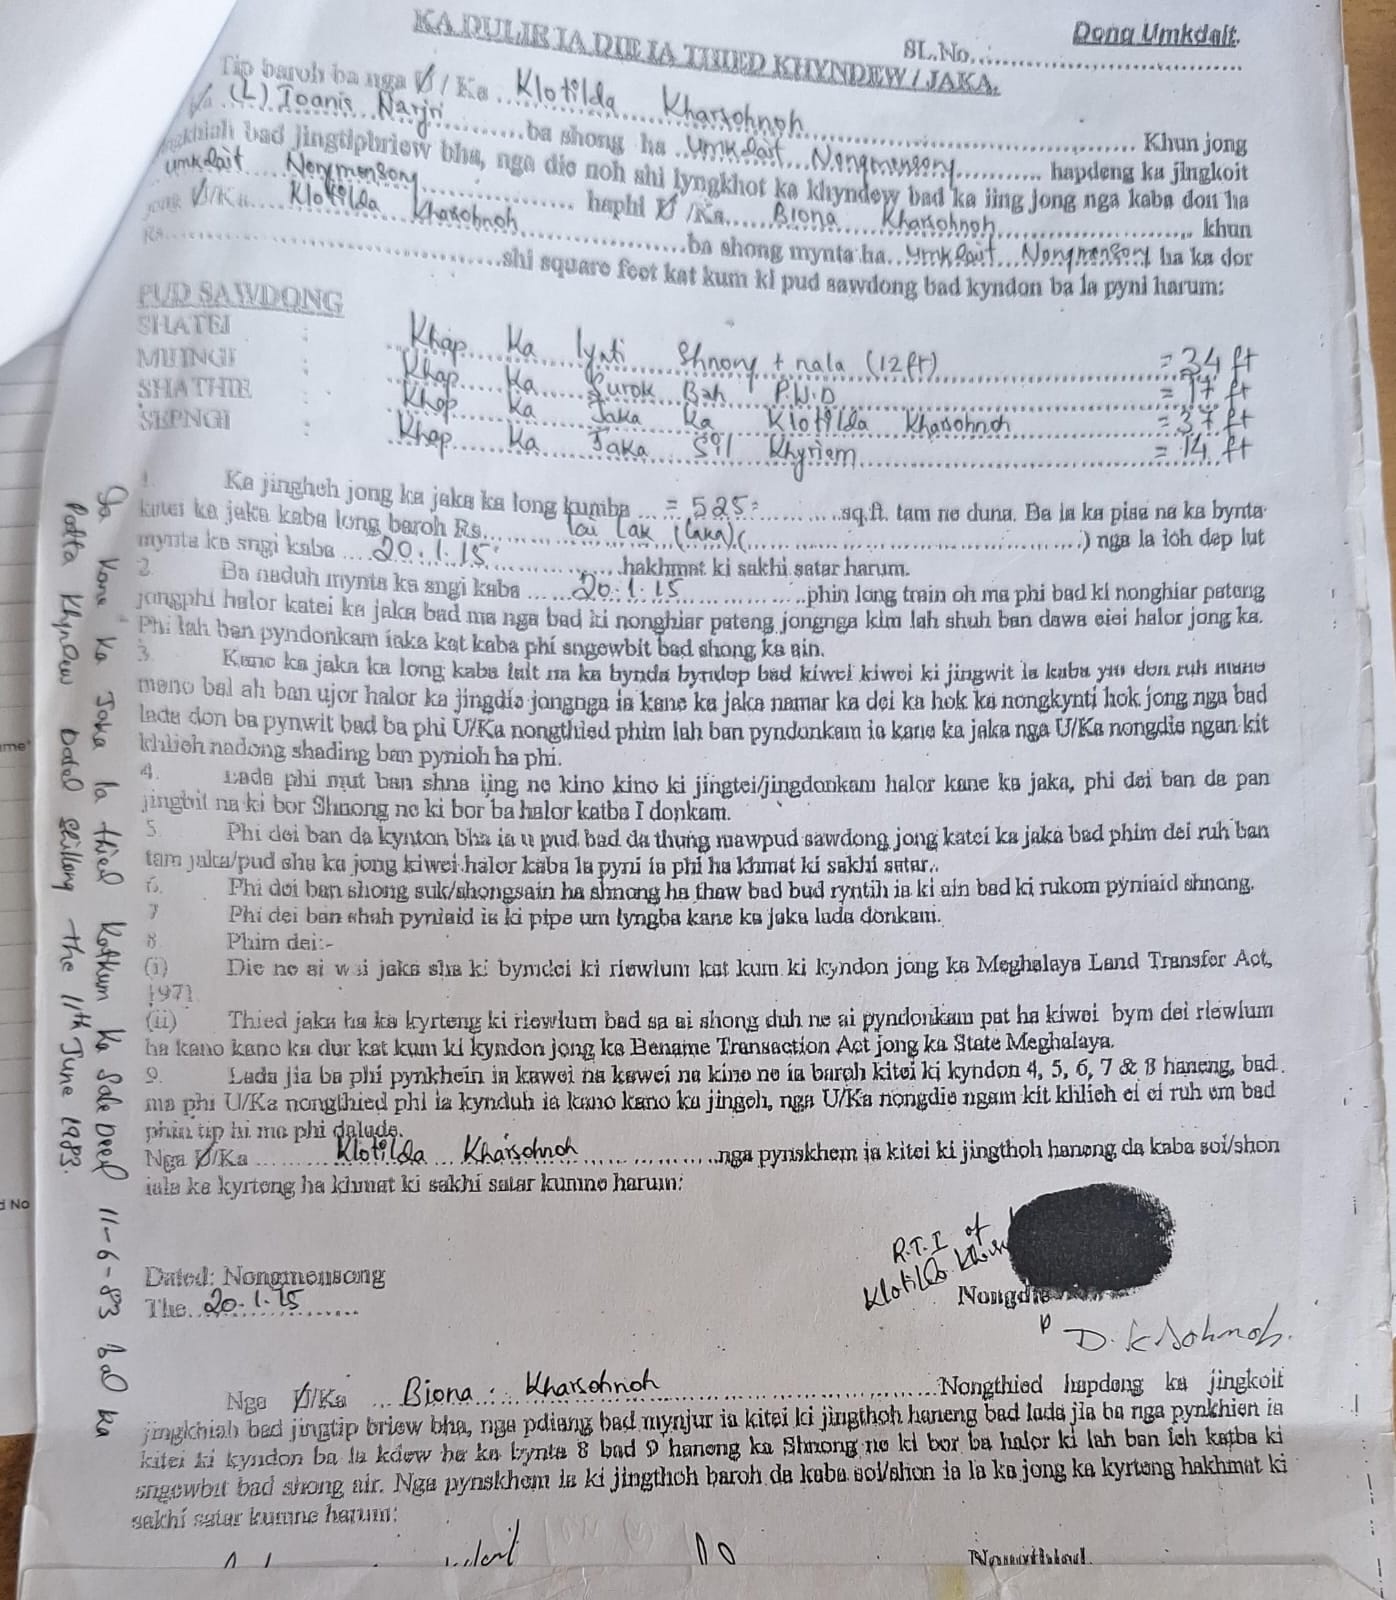 Dong Umkdait.
KA DULIR IA DIE IA THIED KHYNDEW / JAKA.
SL.No.
Tip baroh ba nga U / Ka Klotilda Kharsohnoh Khun jong
(L) Joanis Narjri ba shong ha Umkdait Nongmensong hapdeng ka jingkoit
jingkhiah bad jingtipbriew bha, nga die noh shi lyngkhot ka khyndew bad ka iing jong nga kaba don ha
Umkdait Nongmensong haphi U /Ka Biona Kharsohnoh khun
jong U/Ka Klotilda Kharsohnoh ba shong mynta ha Umkdait Nongmensong ha ka dor
Rs. shi square feet kat kum ki pud sawdong bad kyndon ba la pyni harum:
PUD SAWDONG
SHATEI : Khap Ka lynti Shnong + nala (12ft) = 34 ft
MIHNGI : Khap Ka Surok Bah P.W.D = 17 ft
SHATHIE : Khap Ka Jaka Ka Klotilda Kharsohnoh = 37 ft
SEPNGI : Khap Ka Jaka Sil Khyriem = 14 ft
1. Ka jingheh jong ka jaka ka long kumba = 525 = sq.ft. tam ne duna. Ba ia ka pisa na ka bynta
katei ka jaka kaba long baroh Rs. lai lak (laka) ( ) nga la ioh dep lut
mynta ka sngi kaba 20.1.15 hakhmat ki sakhi satar harum.
2. Ba naduh mynta ka sngi kaba 20.1.15 phin long train oh ma phi bad ki nonghiar pateng
jongphi halor katei ka jaka bad ma nga bad ki nonghiar pateng jongnga kim lah shuh ban dawa eiei halor jong ka.
Phi lah ban pyndonkam iaka kat kaba phi sngewbit bad shong ka ain.
3. Kane ka jaka ka long kaba lait na ka bynda byndep bad kiwei kiwei ki jingwit la kaba yn don ruh mano
mano bal ah ban ujor halor ka jingdie jongnga ia kane ka jaka namar ka dei ka hok ka nongkynti hok jong nga bad
lada don ba pynwit bad ba phi U/Ka nongthied phim lah ban pyndonkam ia kane ka jaka nga U/Ka nongdie ngan kit
khlieh nadong shading ban pynioh ha phi.
4. Lada phi mut ban shna iing ne kino kino ki jingtei/jingdonkam halor kane ka jaka, phi dei ban da pan
jingbit na ki bor Shnong ne ki bor ba halor katba I donkam.
5. Phi dei ban da kynton bha ia u pud bad da thung mawpud sawdong jong katei ka jaka bad phim dei ruh ban
tam jaka/pud sha ka jong kiwei halor kaba la pyni ia phi ha khmat ki sakhi satar.
6. Phi dei ban shong suk/shongsain ha shnong ha thaw bad bud ryntih ia ki ain bad ki rukom pyniaid shnong.
7 Phi dei ban shah pyniaid ia ki pipe um lyngba kane ka jaka lada donkam.
8 Phim dei:-
(i) Die ne ai wai jaka sha ki bymdei ki riewlum kat kum ki kyndon jong ka Meghalaya Land Transfer Act,
1971.
(ii) Thied jaka ha ka kyrteng ki riewlum bad sa ai shong duh ne ai pyndonkam pat ha kiwei bym dei riewlum
ha kano kano ka dur kat kum ki kyndon jong ka Bename Transaction Act jong ka State Meghalaya.
9. Lada jia ba phi pynkhein ia kawei na kawei na kine ne ia baroh kitei ki kyndon 4, 5, 6, 7 & 8 haneng, bad
ma phi U/Ka nongthied phi ia kynduh ia kano kano ka jingeh, nga U/Ka nongdie ngam kit khlieh ei ei ruh em bad
phin tip hi ma phi dalade.
Nga U/Ka Klotilda Kharsohnoh nga pynskhem ia kitei ki jingthoh haneng da kaba soi/shon
iala ka kyrteng ha khmat ki sakhi satar kumne harum:
R.T.I of
Klotilda
Dated: Nongmensong
The. 20.1.15
Nongdie
Nga U/Ka Biona Kharsohnoh Nongthied hapdeng ka jingkoit
jingkhiah bad jingtip briew bha, nga pdiang bad mynjur ia kitei ki jingthoh haneng bad lada jia ba nga pynkhien ia
kitei ki kyndon ba la kdew ha ka bynta 8 bad 9 haneng ka Shnong ne ki bor ba halor ki lah ban ioh katba ki
sngewbit bad shong ain. Nga pynskhem ia ki jingthoh baroh da kaba soi/shon ia la ka jong ka kyrteng hakhmat ki
sakhi satar kumne harum:
Ia kane ka Jaka la thied katkum ka Sale Deed 11-6-83 bad ka
Patta Khyndew Dated Shillong the 11th June 1983.